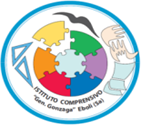 ISTITUTO COMPRENSIVO
"Gen. Gonzaga" Eboli (Sa)